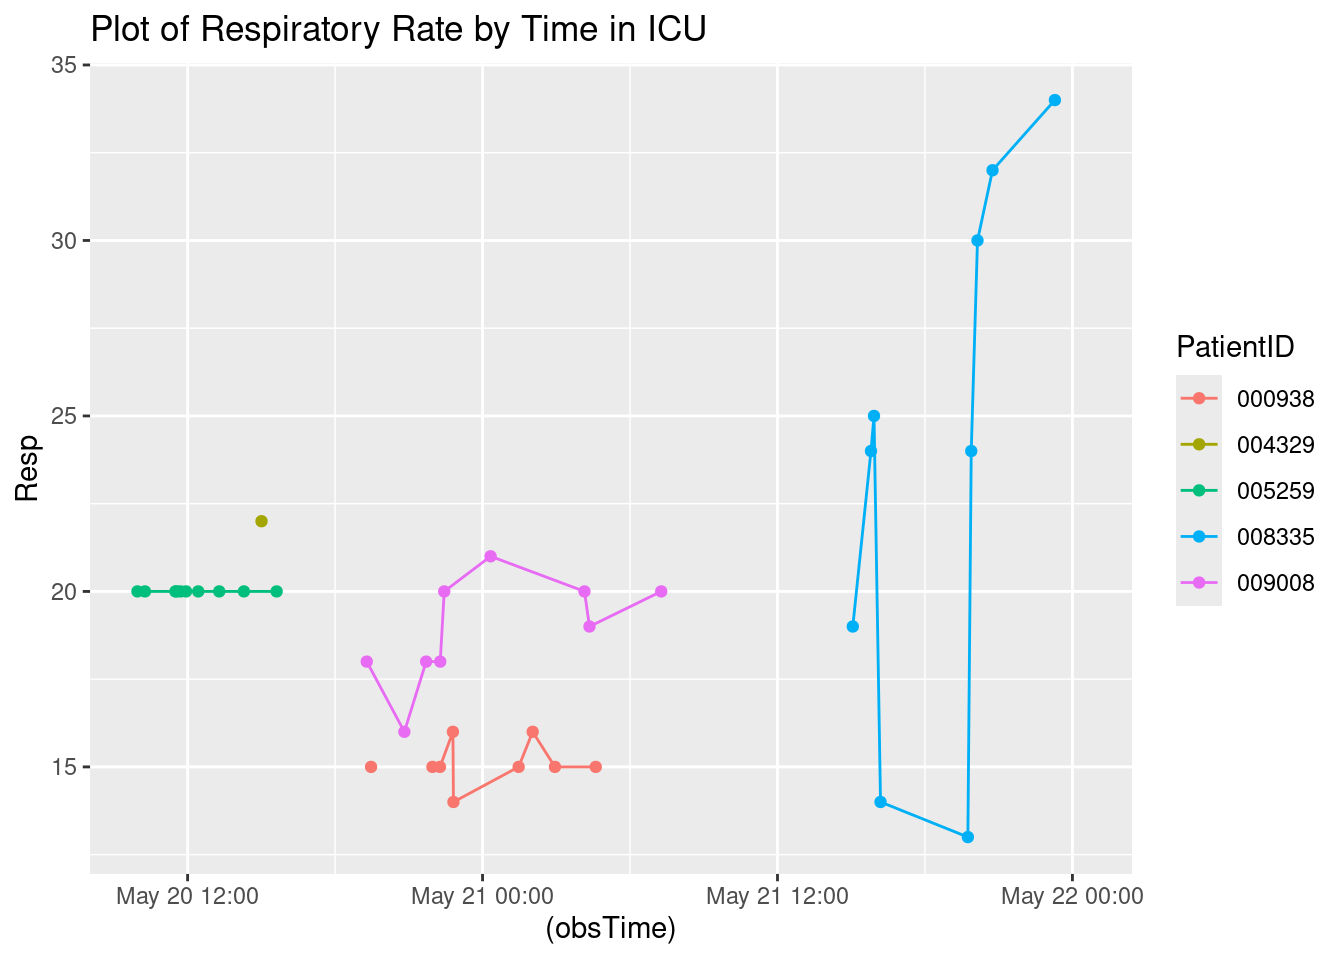 Plot of Respiratory Rate by Time in ICU
35
30
25
20
15
Resp
May 20 12:00
May 21 00:00
May 21 12:00
May 22 00:00
(obsTime)
PatientID
000938
004329
005259
008335
009008